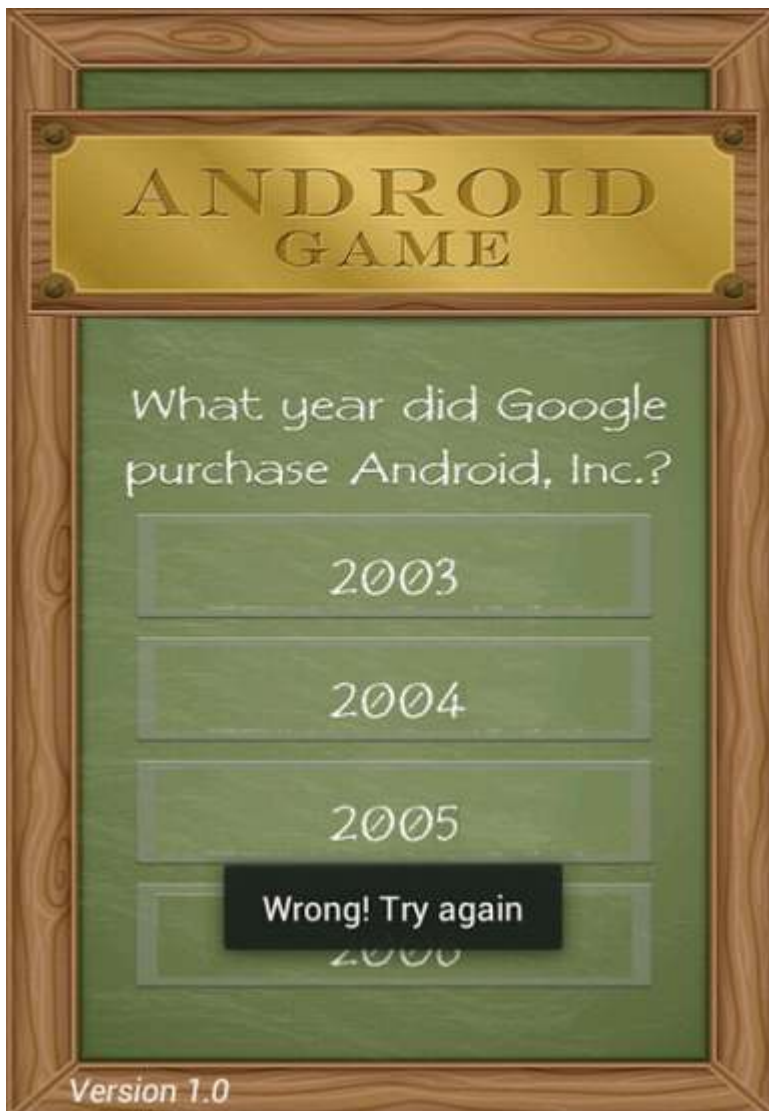 ANDROID
GAME
What year did Google
purchase Android, Inc.?
2003
2004
2005
Wrong! Try again
Version 1.0